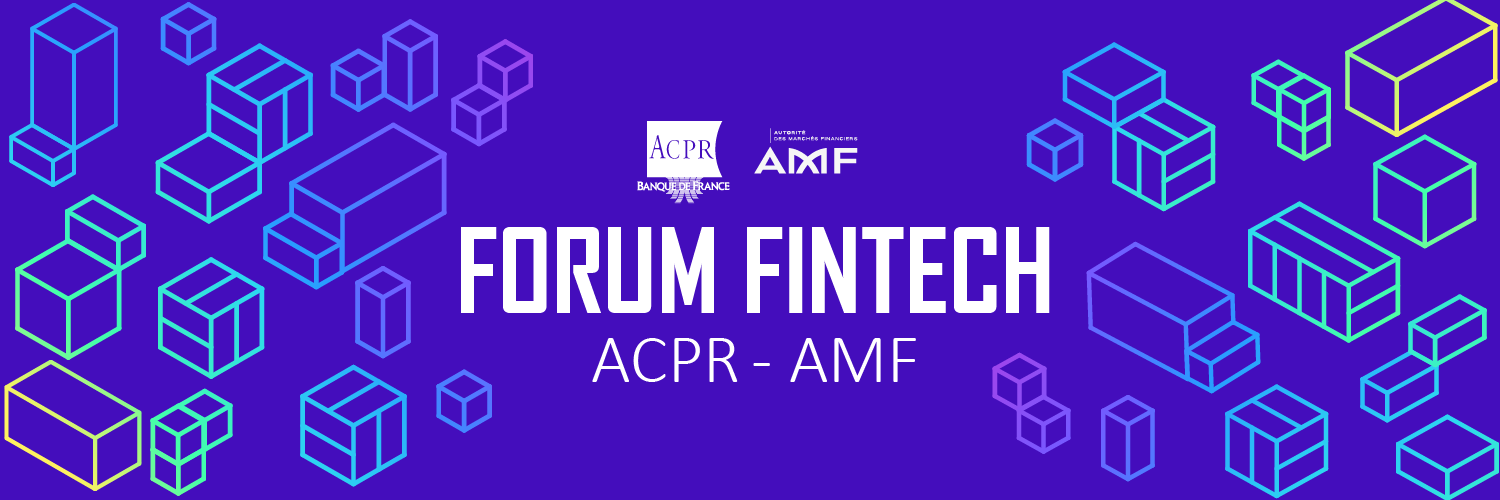 ACPR
BANQUE DE FRANCE
AUTORITÉ
DES MARCHÉS FINANCIERS
AMF
FORUM FINTECH
ACPR - AMF